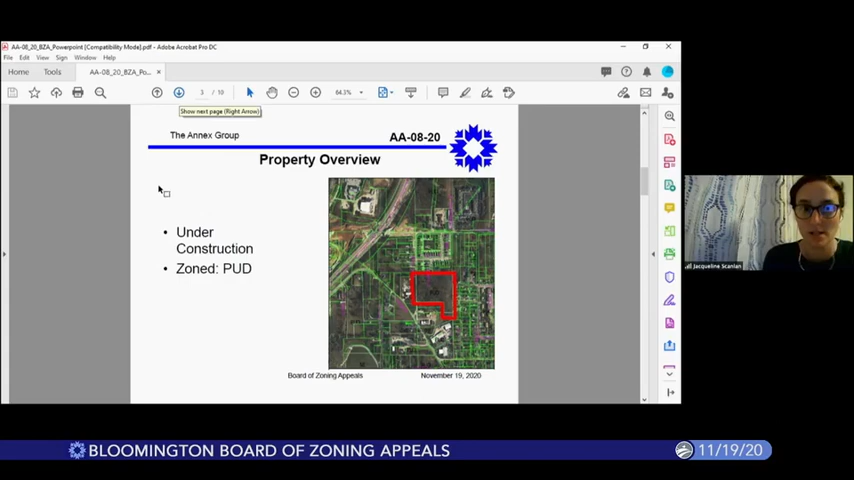 AA-08_20_BZA_Powerpoint [Compatibility Mode].pdf - Adobe Acrobat Pro DC
File Edit View Sign Window Help
Home Tools AA-08_20_BZA_Po... ×
3 / 10 64.3%
Show next page (Right Arrow)
The Annex Group
AA-08-20
Property Overview
• Under
Construction
• Zoned: PUD
Board of Zoning Appeals
November 19, 2020
Jacqueline Scanlan
BLOOMINGTON BOARD OF ZONING APPEALS
11/19/20